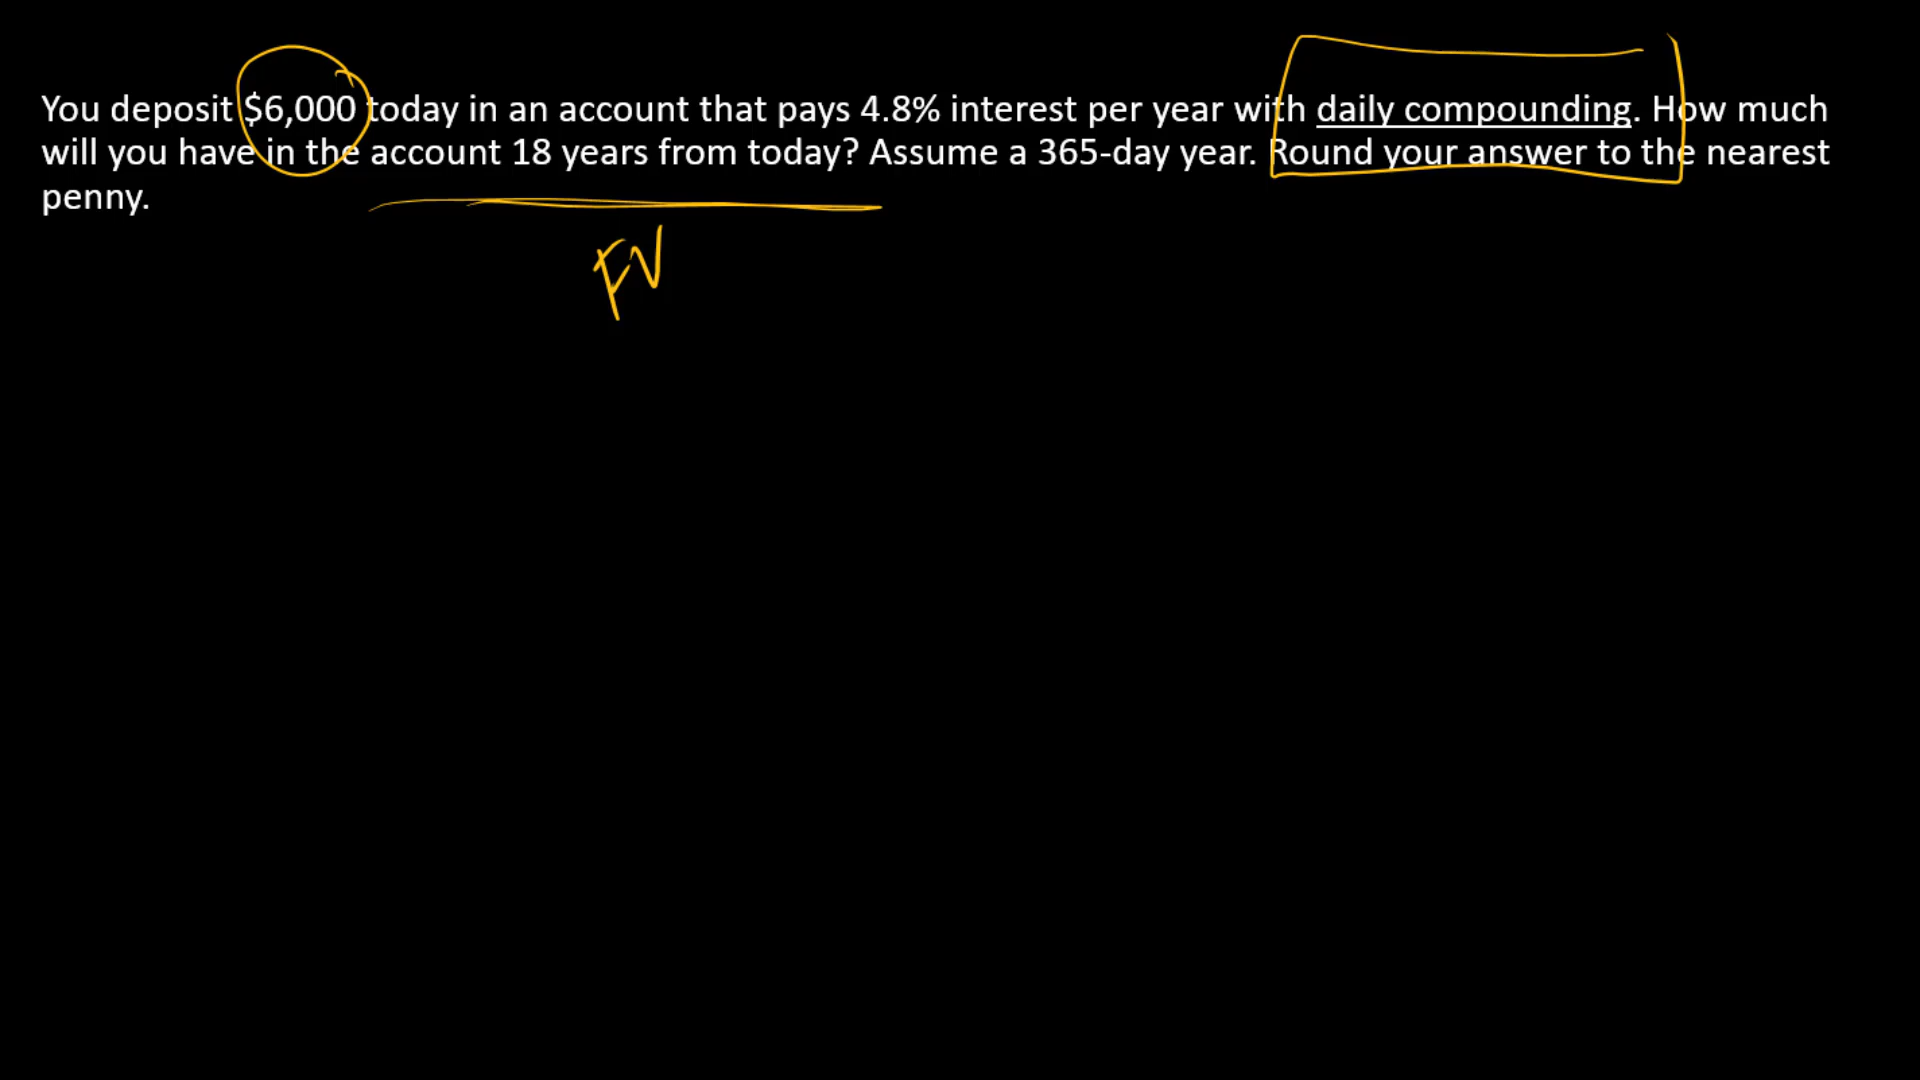 You deposit $6,000 today in an account that pays 4.8% interest per year with daily compounding. How much
will you have in the account 18 years from today? Assume a 365-day year. Round your answer to the nearest
penny.
FV